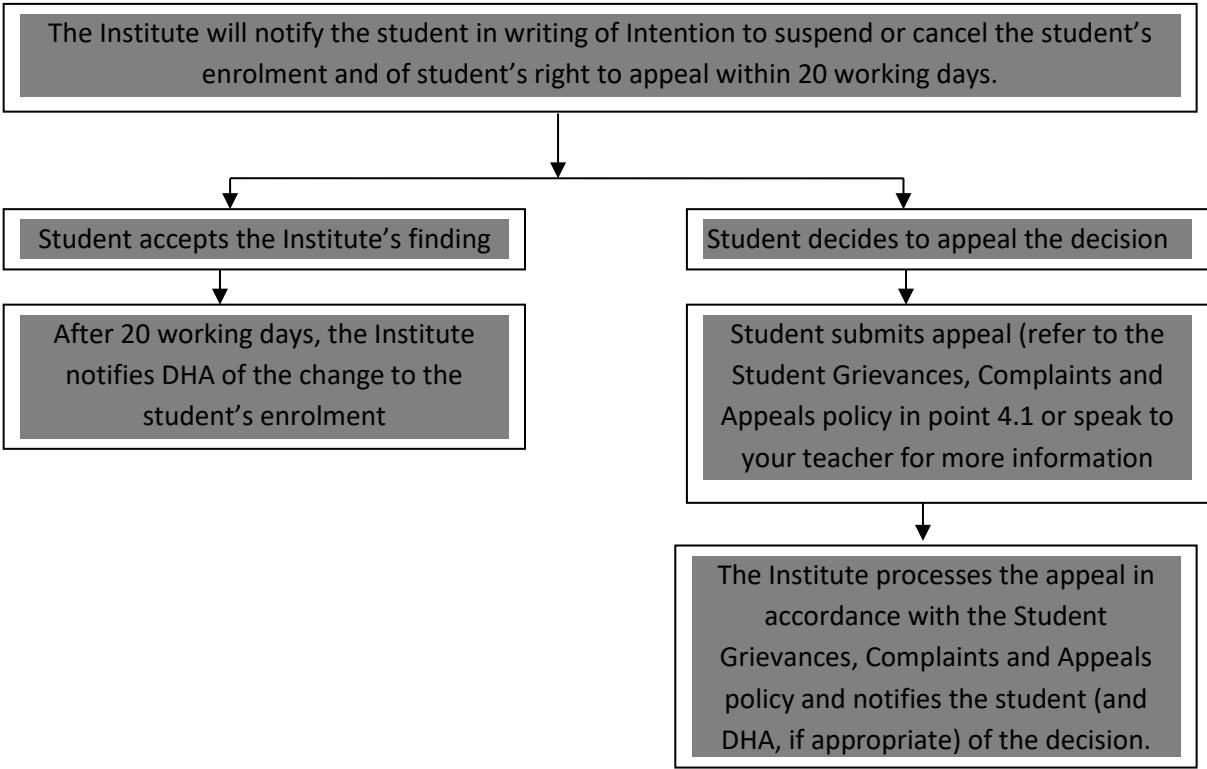 The Institute will notify the student in writing of Intention to suspend or cancel the student's
enrolment and of student's right to appeal within 20 working days.
Student accepts the Institute's finding
Student decides to appeal the decision
After 20 working days, the Institute
notifies DHA of the change to the
student's enrolment
Student submits appeal (refer to the
Student Grievances, Complaints and
Appeals policy in point 4.1 or speak to
your teacher for more information
The Institute processes the appeal in
accordance with the Student
Grievances, Complaints and Appeals
policy and notifies the student (and
DHA, if appropriate) of the decision.